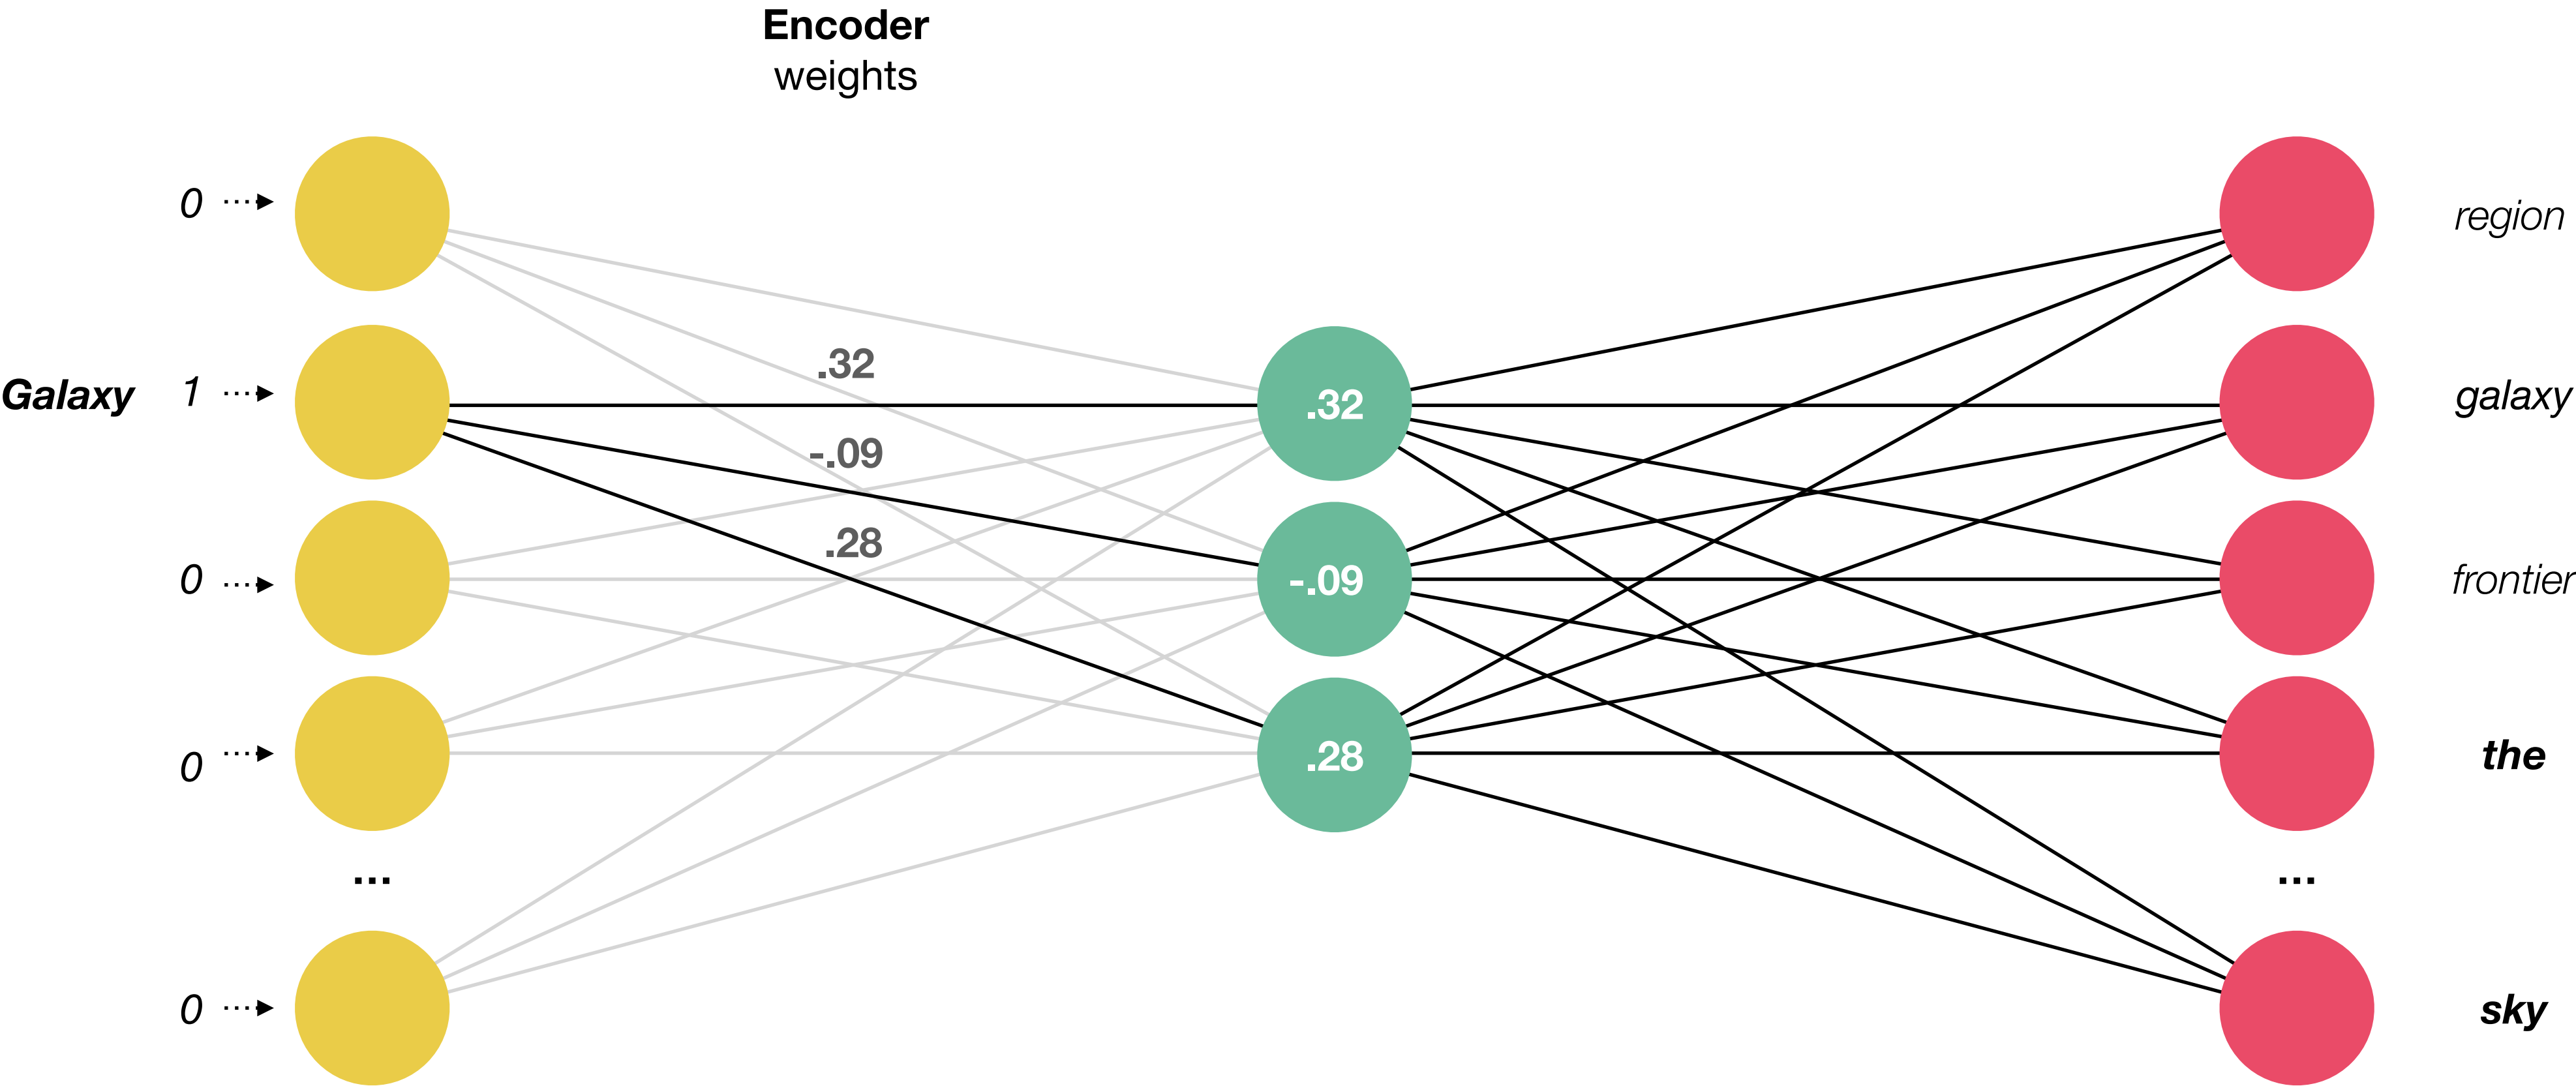 Encoder
weights
0
region
.32
Galaxy 1
.32
galaxy
-.09
.28
0
-.09
frontier
0
.28
the
...
...
0
sky